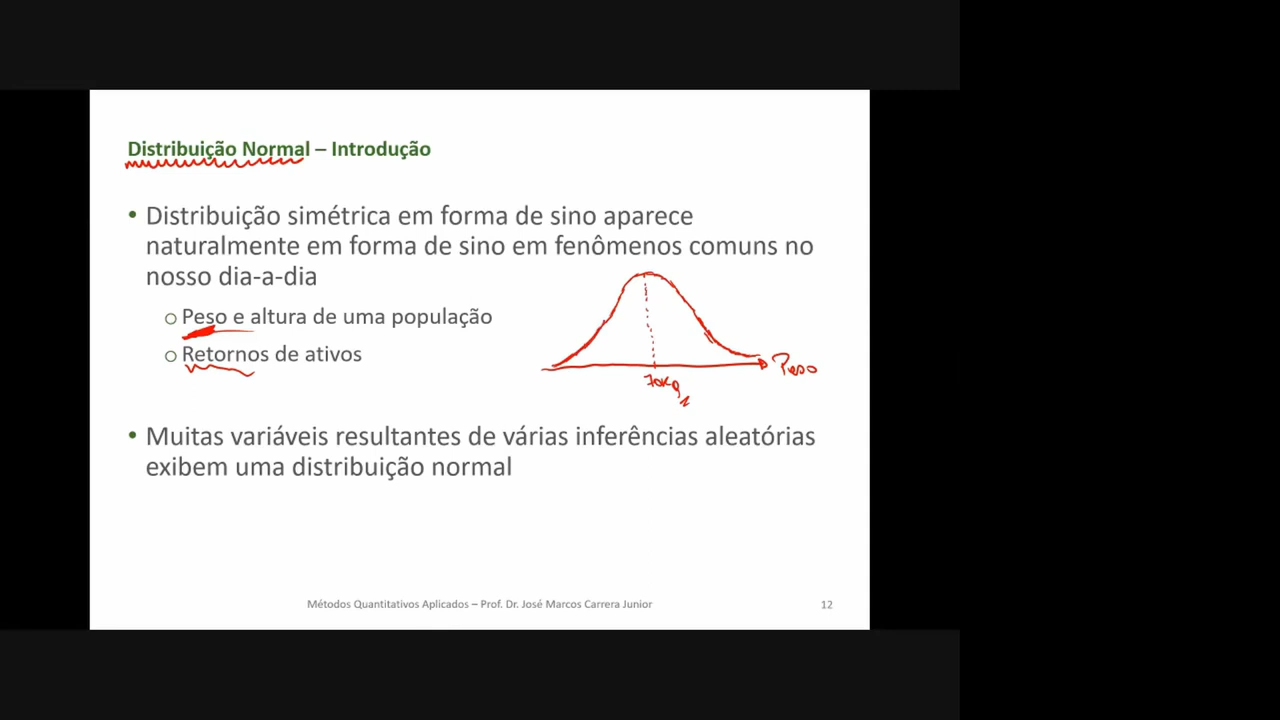 Distribuição Normal – Introdução
• Distribuição simétrica em forma de sino aparece
naturalmente em forma de sino em fenômenos comuns no
nosso dia-a-dia
o Peso e altura de uma população
o Retornos de ativos
Peso
70kg
• Muitas variáveis resultantes de várias inferências aleatórias
exibem uma distribuição normal
Métodos Quantitativos Aplicados – Prof. Dr. José Marcos Carrera Junior
12